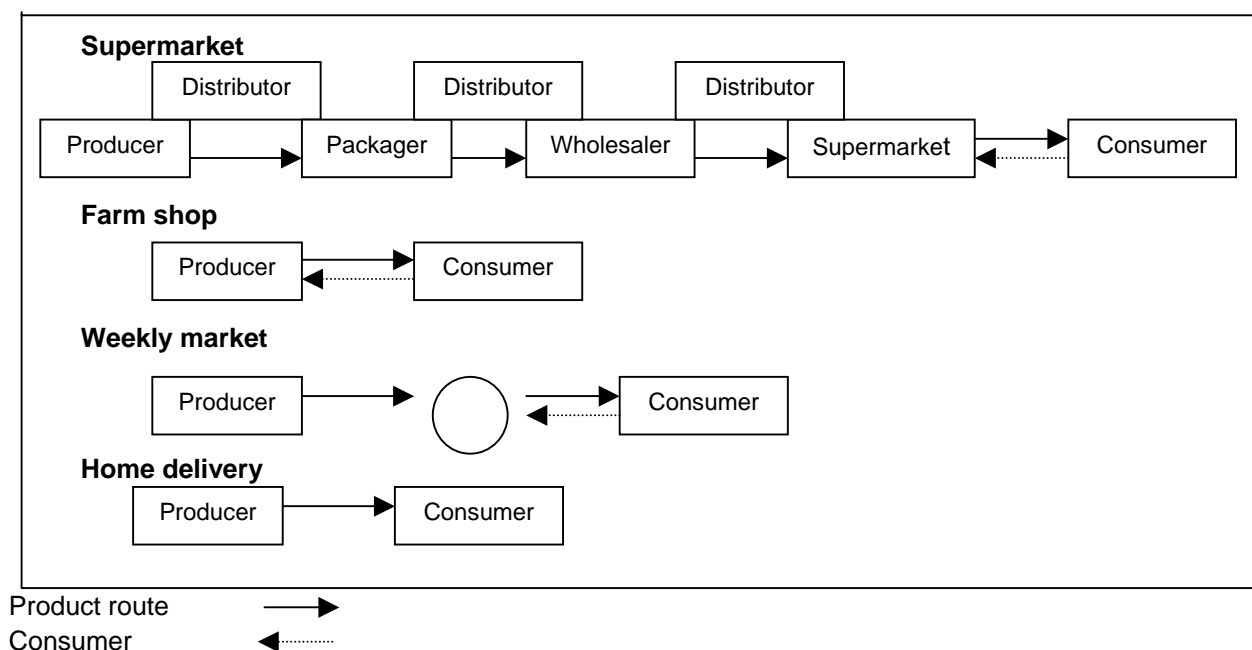 Supermarket
Distributor Distributor Distributor
Producer Packager Wholesaler Supermarket Consumer
Farm shop
Producer Consumer
Weekly market
Producer Consumer
Home delivery
Producer Consumer
Product route
Consumer